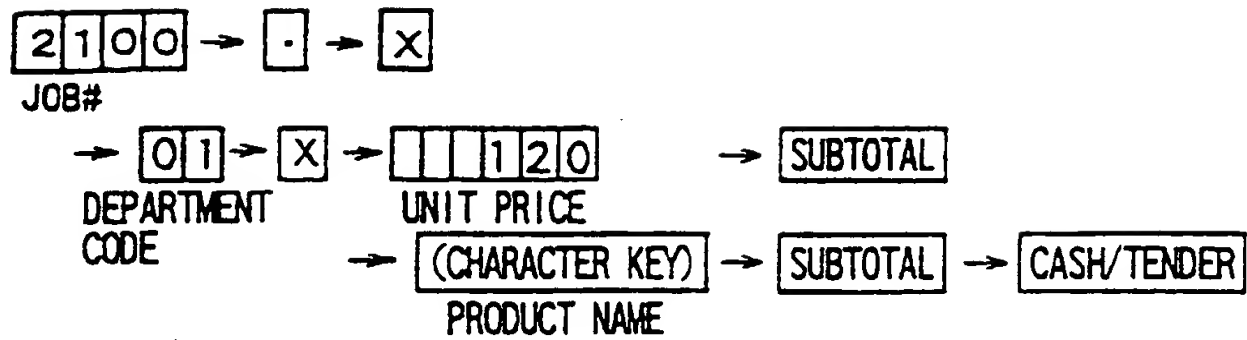 2100 → · → X
JOB#
→ 01 → X → 120 → SUBTOTAL
DEPARTMENT CODE UNIT PRICE
→ (CHARACTER KEY) → SUBTOTAL → CASH/TENDER
PRODUCT NAME